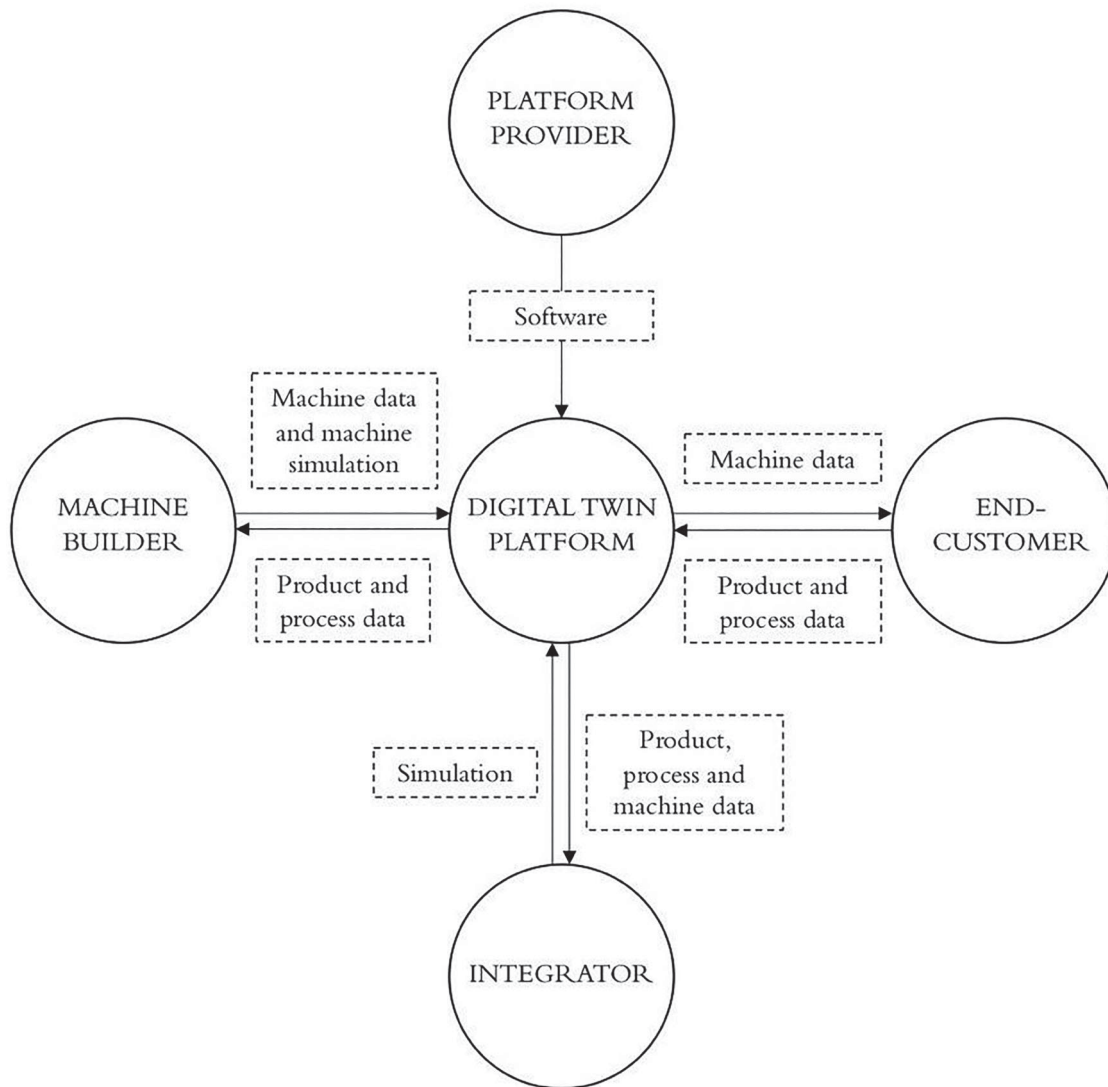 PLATFORM
PROVIDER
Software
Machine data
and machine
simulation
Machine data
MACHINE
BUILDER
DIGITAL TWIN
PLATFORM
END-
CUSTOMER
Product and
process data
Product and
process data
Simulation
Product,
process and
machine data
INTEGRATOR